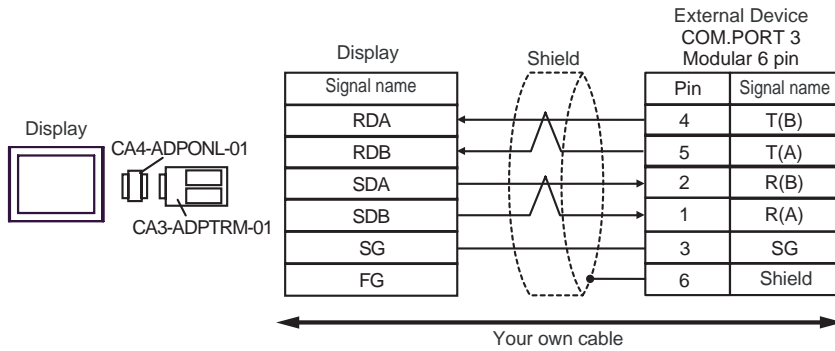 External Device
COM.PORT 3
Modular 6 pin
Display
Shield
Signal name
Pin
Signal name
RDA
4
T(B)
Display
CA4-ADPONL-01
RDB
5
T(A)
SDA
2
R(B)
CA3-ADPTRM-01
SDB
1
R(A)
SG
3
SG
FG
6
Shield
Your own cable